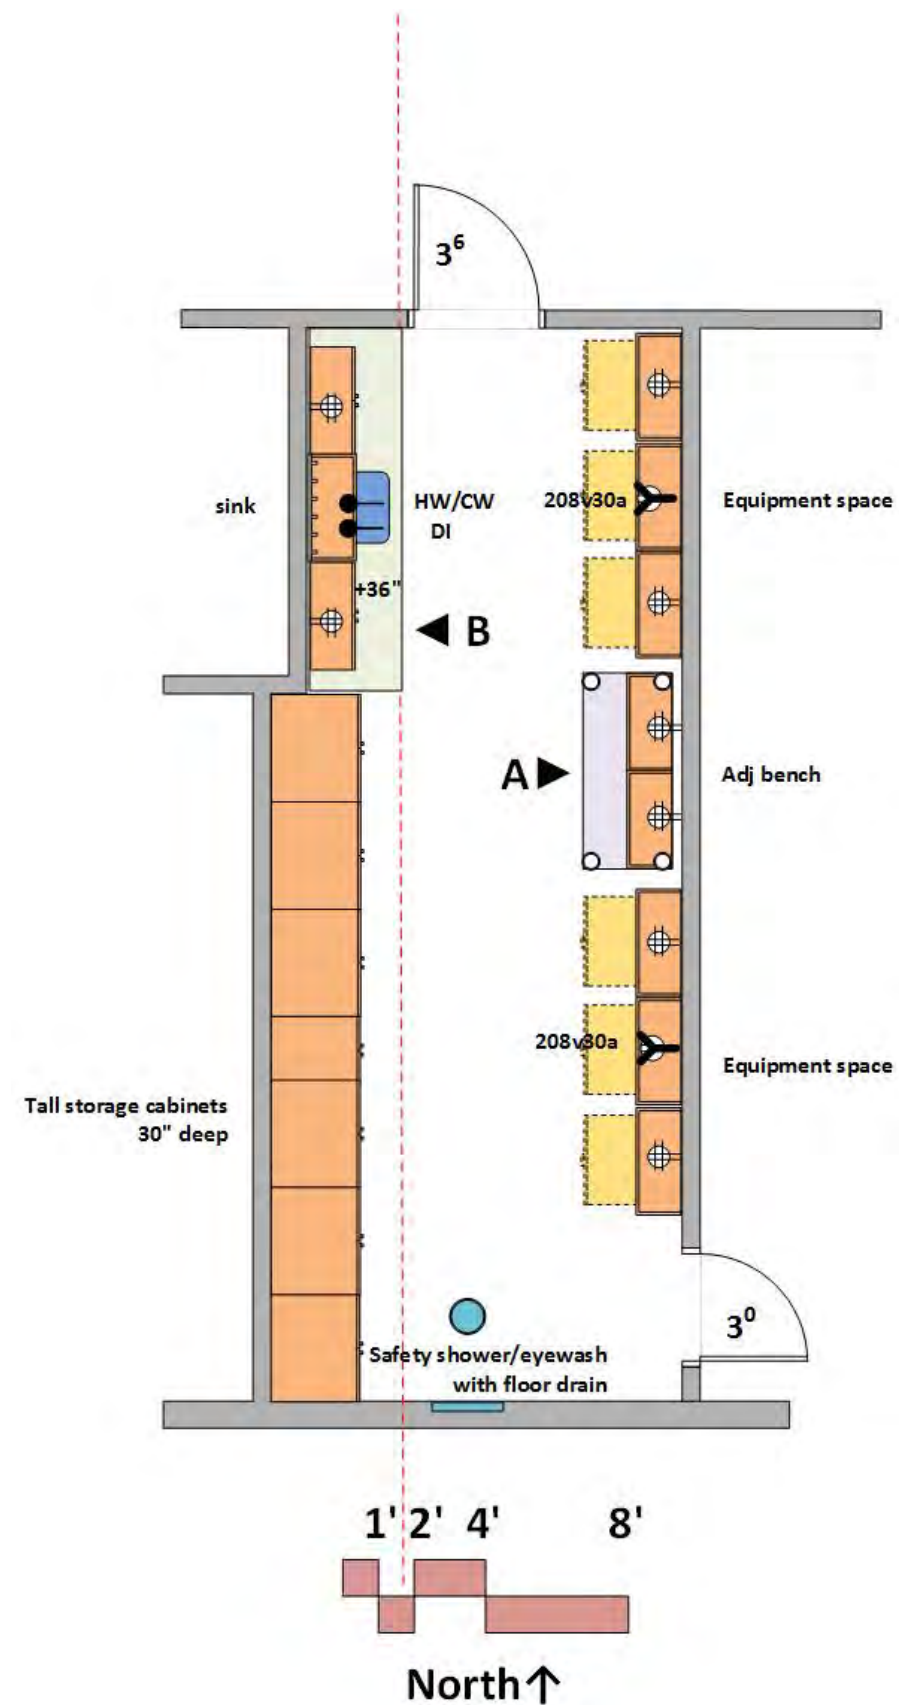 3⁶
sink
HW/CW
DI
208v30a
Equipment space
+36"
B
A
Adj bench
208v30a
Equipment space
Tall storage cabinets
30" deep
3⁰
Safety shower/eyewash
with floor drain
1' 2' 4' 8'
North↑